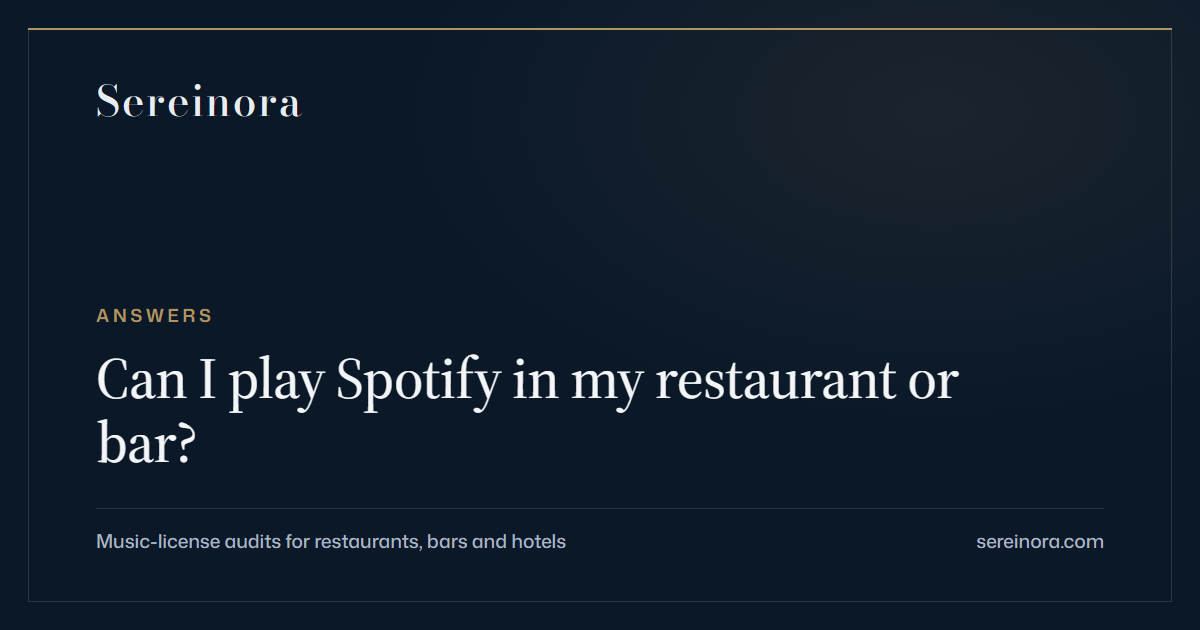 Sereinora
ANSWERS
Can I play Spotify in my restaurant or
bar?
Music-license audits for restaurants, bars and hotels
sereinora.com